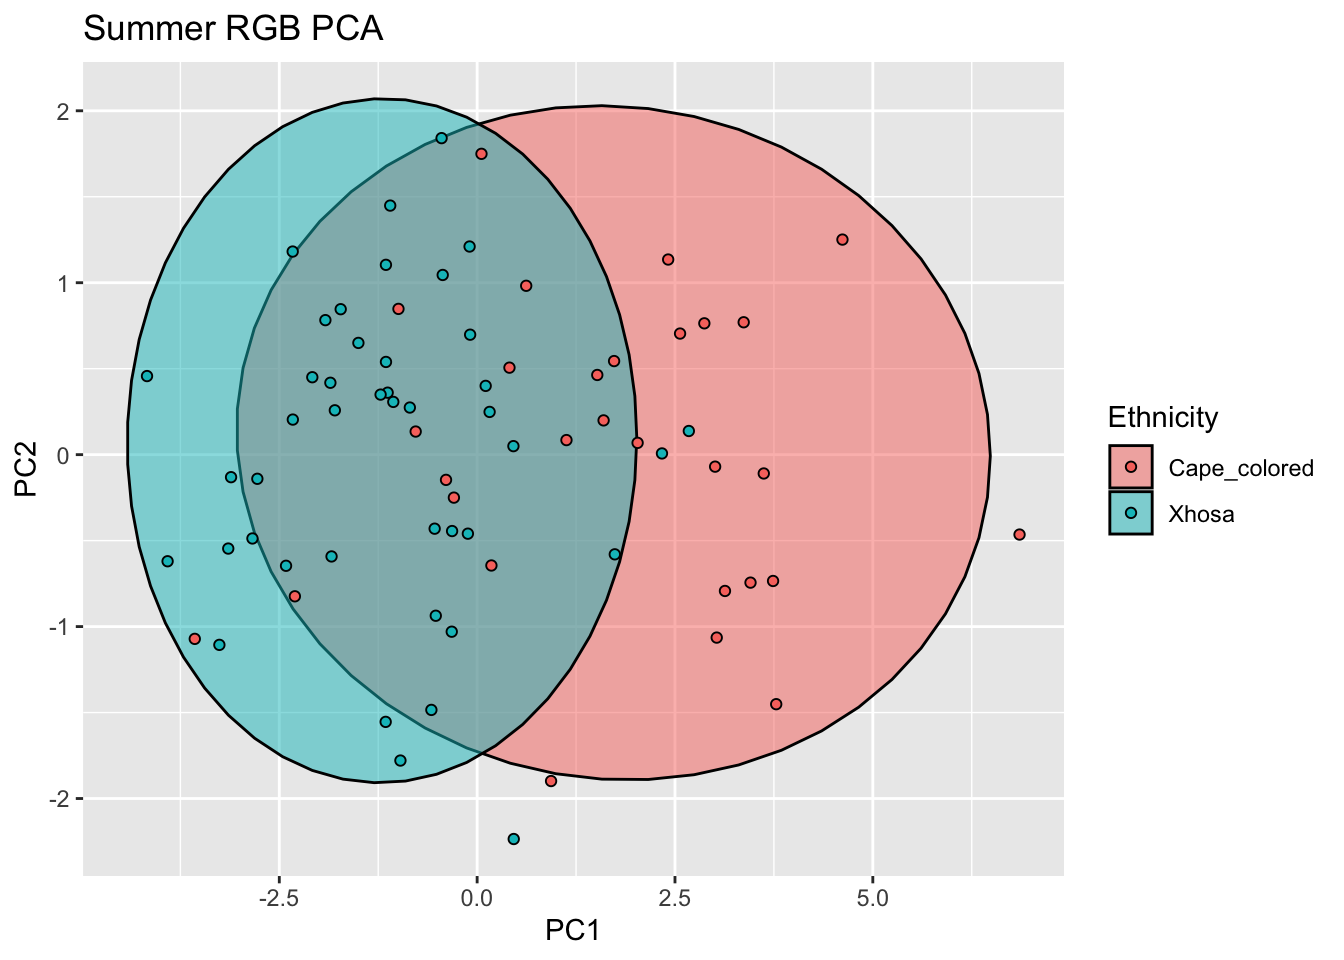 Summer RGB PCA
2
1
0
-1
-2
PC2
-2.5 0.0 2.5 5.0
PC1
Ethnicity
Cape_colored
Xhosa